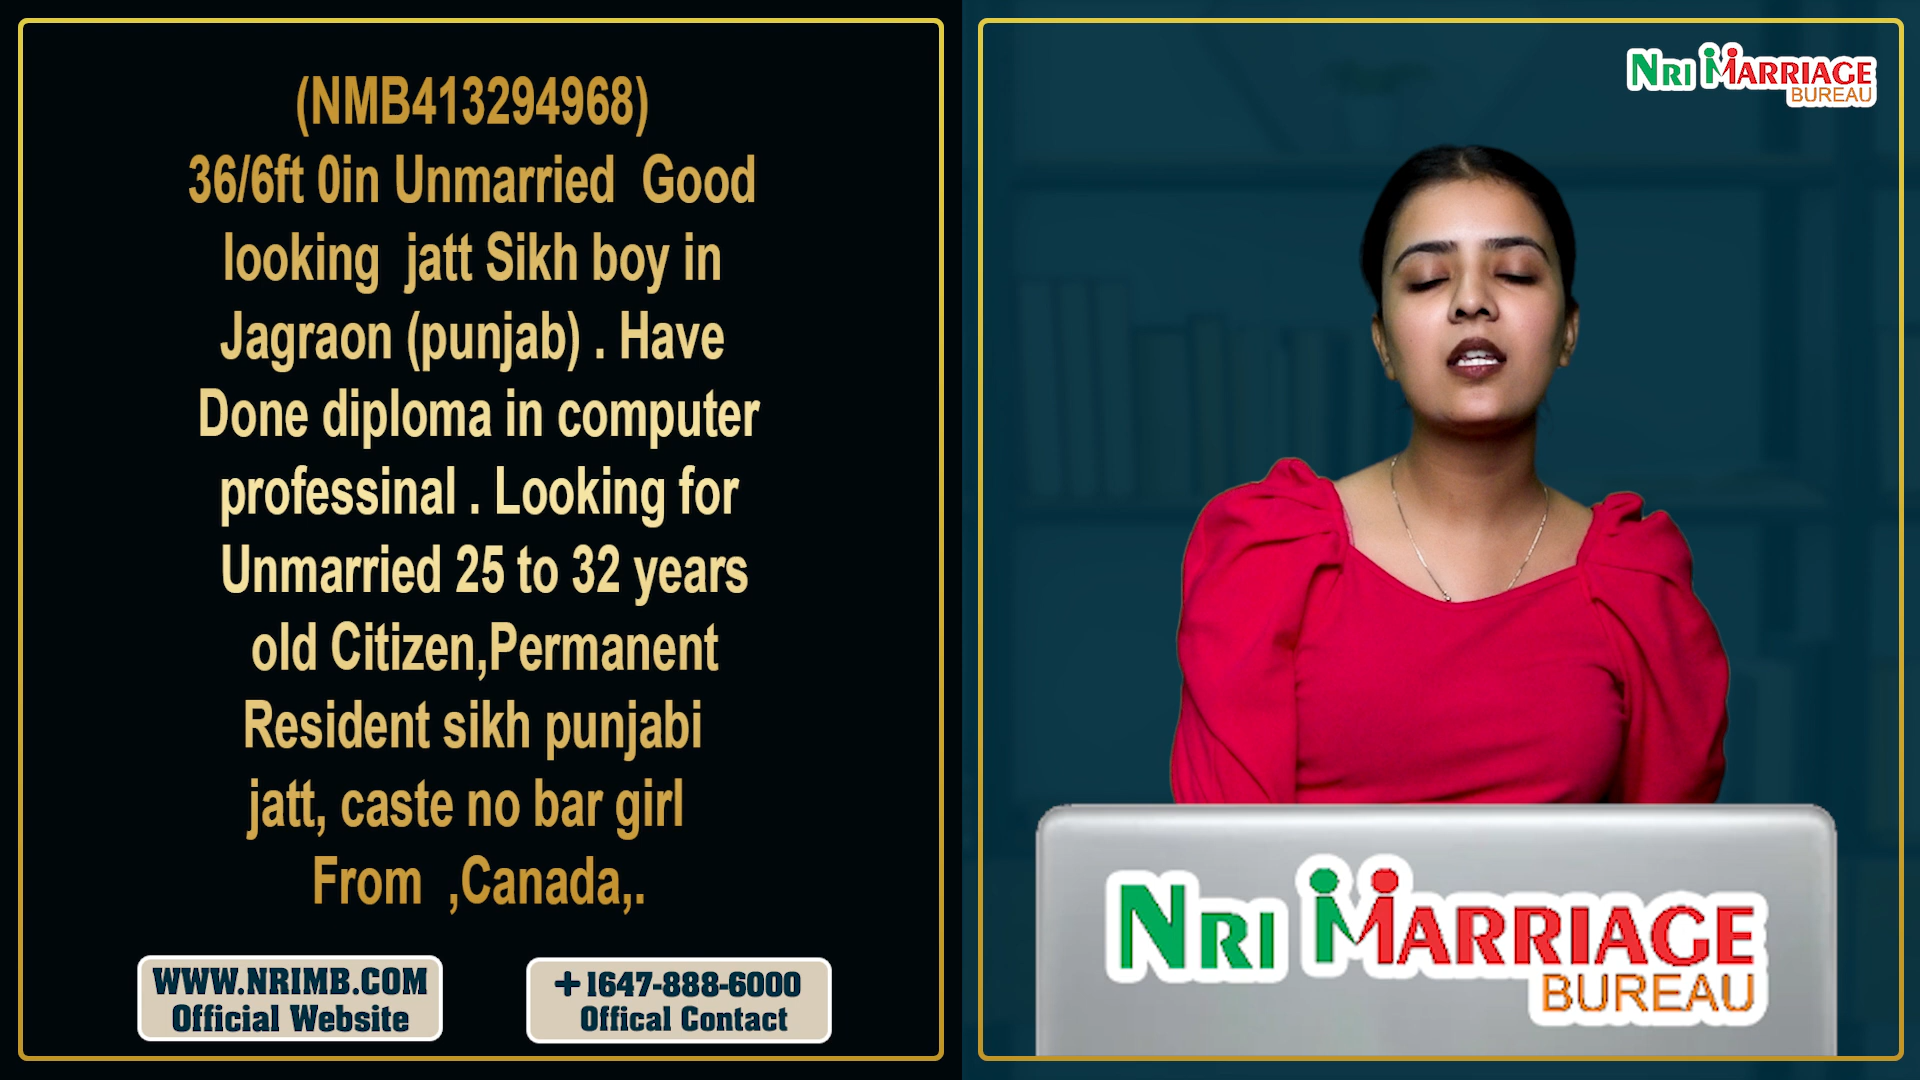 (NMB413294968)
36/6ft 0in Unmarried  Good
looking  jatt Sikh boy in
Jagraon (punjab) . Have
Done diploma in computer
professinal . Looking for
Unmarried 25 to 32 years
old Citizen,Permanent
Resident sikh punjabi
jatt, caste no bar girl
From  ,Canada,.
WWW.NRIMB.COM
Official Website
+1647-888-6000
Offical Contact
NRI MARRIAGE
BUREAU
NRI MARRIAGE
BUREAU